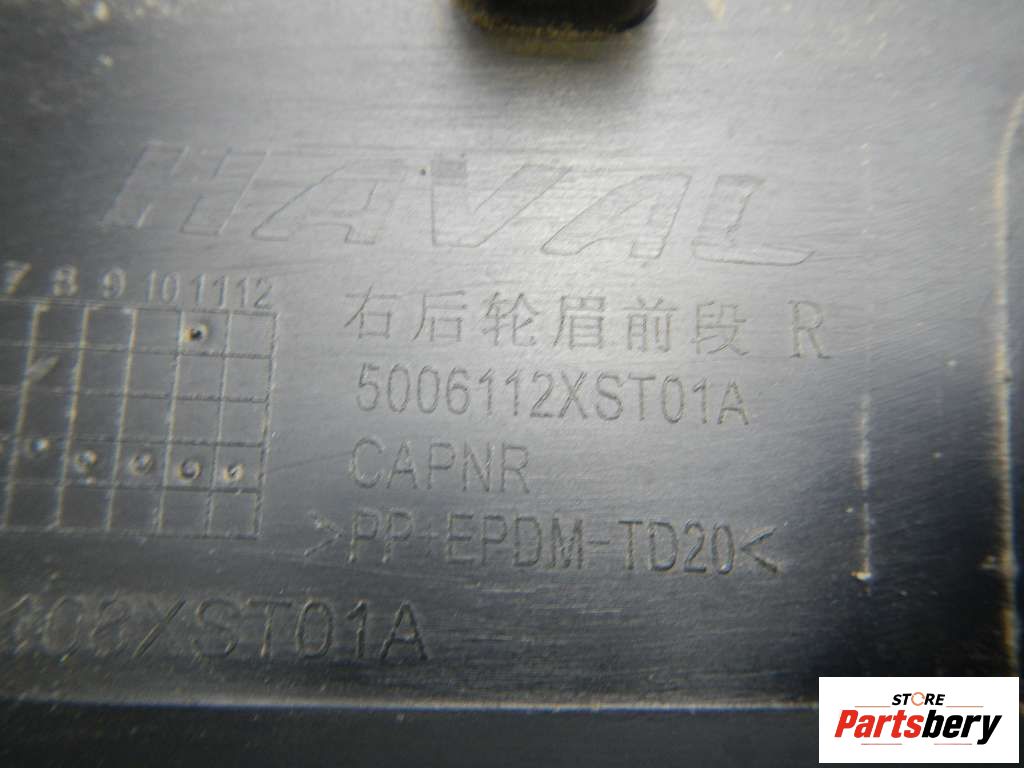 HAVAL
7 8 9 10 11 12
右后轮眉前段 R
5006112XST01A
CAPNR
>PP+EPDM-TD20<
108XST01A
STORE
Partsbery